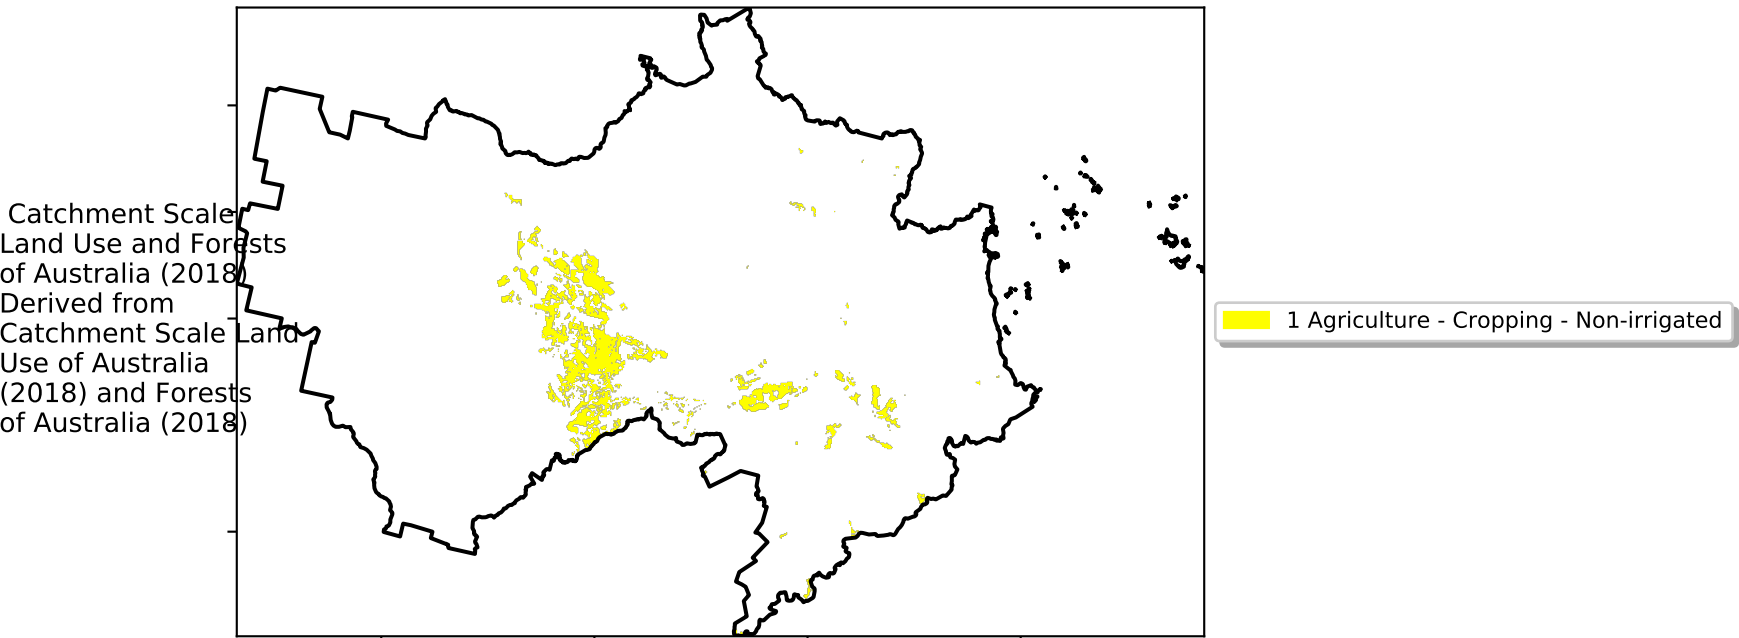 Catchment Scale
Land Use and Forests
of Australia (2018)
Derived from
Catchment Scale Land
Use of Australia
(2018) and Forests
of Australia (2018)
1 Agriculture - Cropping - Non-irrigated